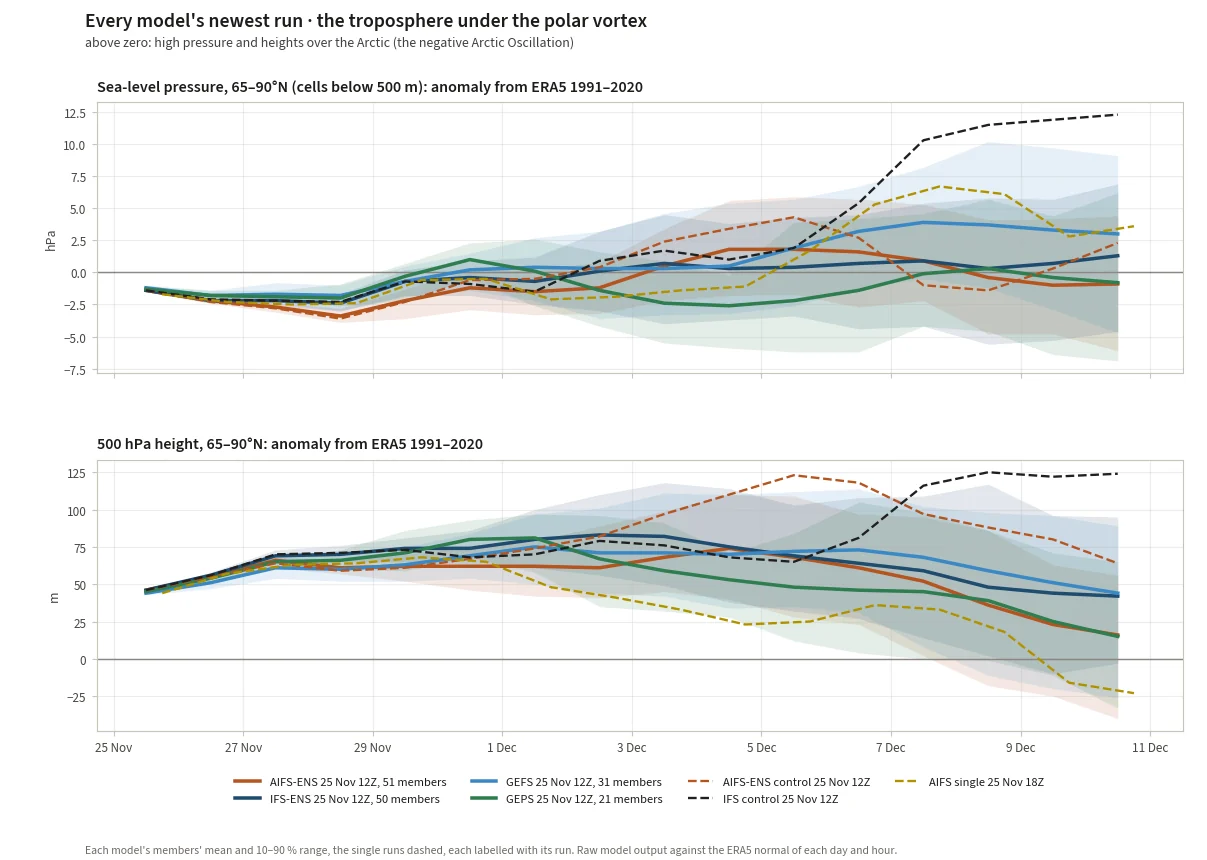 Every model's newest run · the troposphere under the polar vortex
above zero: high pressure and heights over the Arctic (the negative Arctic Oscillation)
Sea-level pressure, 65–90°N (cells below 500 m): anomaly from ERA5 1991–2020
12.5
10.0
7.5
5.0
2.5
0.0
−2.5
−5.0
−7.5
hPa
500 hPa height, 65–90°N: anomaly from ERA5 1991–2020
125
100
75
50
25
0
−25
m
25 Nov 27 Nov 29 Nov 1 Dec 3 Dec 5 Dec 7 Dec 9 Dec 11 Dec
AIFS-ENS 25 Nov 12Z, 51 members GEFS 25 Nov 12Z, 31 members AIFS-ENS control 25 Nov 12Z AIFS single 25 Nov 18Z
IFS-ENS 25 Nov 12Z, 50 members GEPS 25 Nov 12Z, 21 members IFS control 25 Nov 12Z
Each model's members' mean and 10–90 % range, the single runs dashed, each labelled with its run. Raw model output against the ERA5 normal of each day and hour.